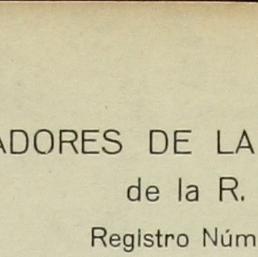 ADORES DE LA
de la R.
Registro Núm